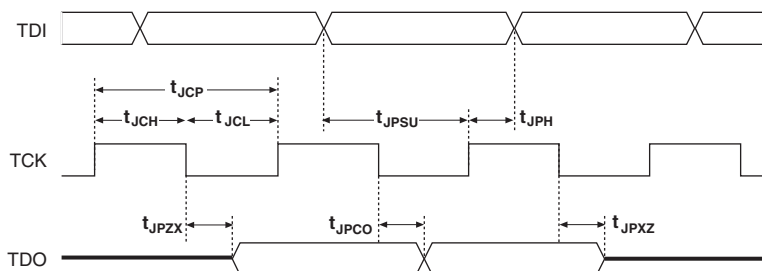 TDI
tJCP
tJCH tJCL tJPSU tJPH
TCK
tJPZX tJPCO tJPXZ
TDO